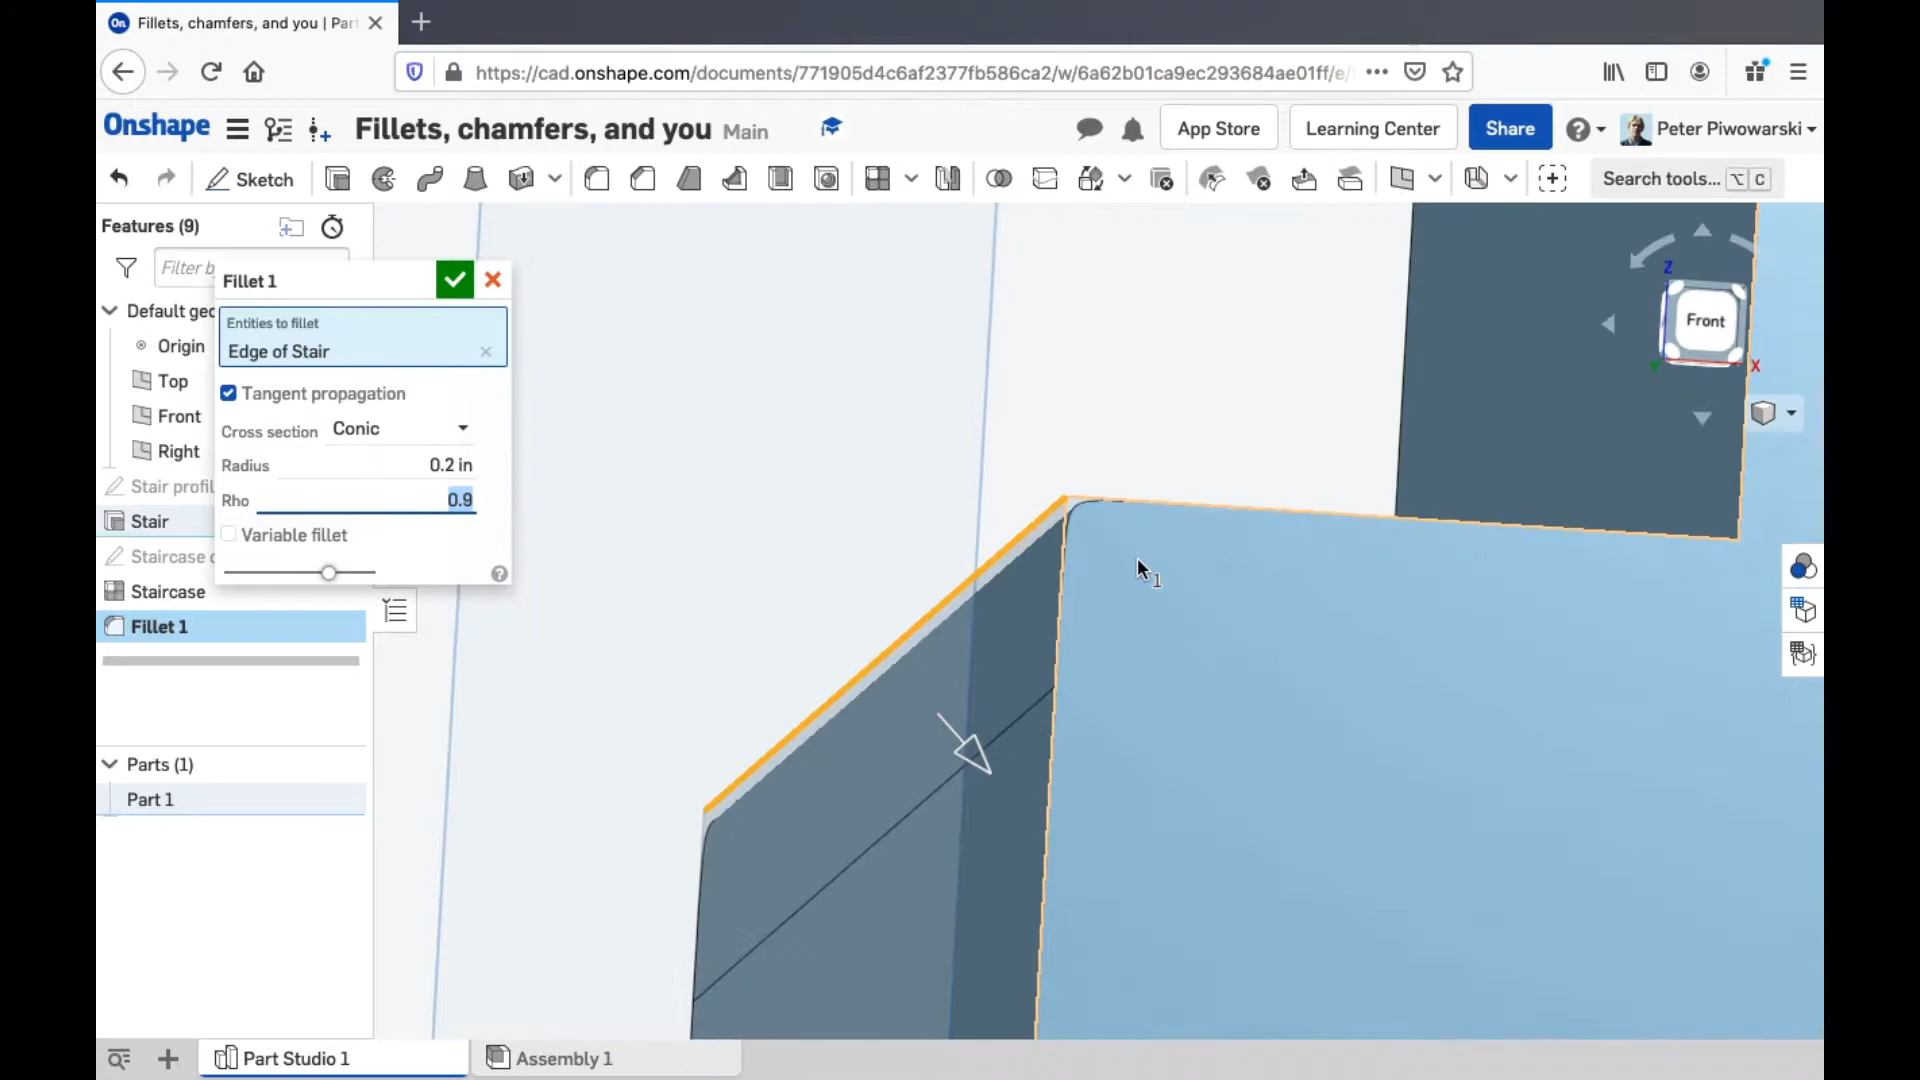 Fillets, chamfers, and you | Part
https://cad.onshape.com/documents/771905d4c6af2377fb586ca2/w/6a62b01ca9ec293684ae01ff/e/
Onshape
Fillets, chamfers, and you Main
App Store
Learning Center
Share
Peter Piwowarski
Sketch
Search tools... ⌥ C
Features (9)
Filter b
Fillet 1
Entities to fillet
Edge of Stair
Tangent propagation
Cross section Conic
Radius 0.2 in
Rho 0.9
Variable fillet
Default geo
Origin
Top
Front
Right
Stair profil
Stair
Staircase
Staircase
Fillet 1
Parts (1)
Part 1
Z
Front
X
Y
1
Part Studio 1
Assembly 1